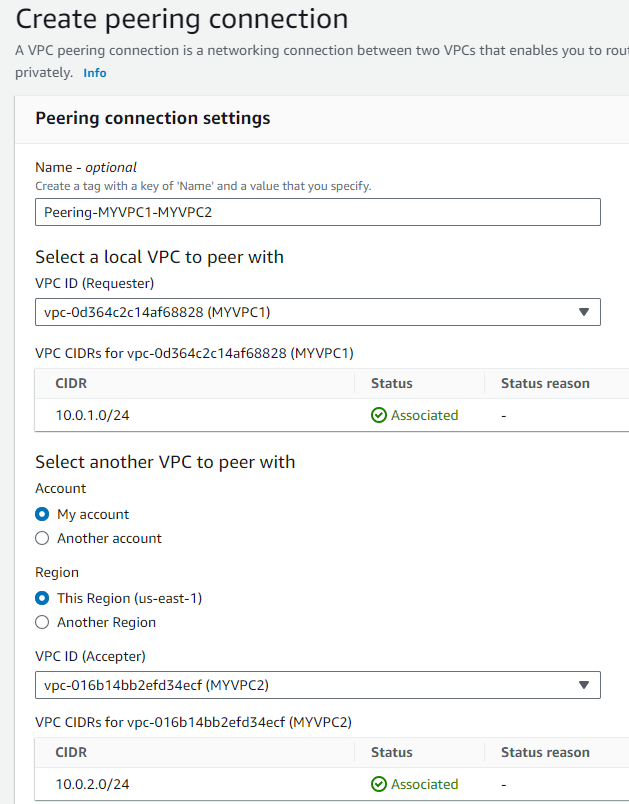 Create peering connection
A VPC peering connection is a networking connection between two VPCs that enables you to
privately. Info
Peering connection settings
Name - optional
Create a tag with a key of 'Name' and a value that you specify.
Peering-MYVPC1-MYVPC2
Select a local VPC to peer with
VPC ID (Requester)
vpc-0d364c2c14af68828 (MYVPC1)
VPC CIDRs for vpc-0d364c2c14af68828 (MYVPC1)
CIDR Status Status reason
10.0.1.0/24 Associated -
Select another VPC to peer with
Account
My account
Another account
Region
This Region (us-east-1)
Another Region
VPC ID (Accepter)
vpc-016b14bb2efd34ecf (MYVPC2)
VPC CIDRs for vpc-016b14bb2efd34ecf (MYVPC2)
CIDR Status Status reason
10.0.2.0/24 Associated -